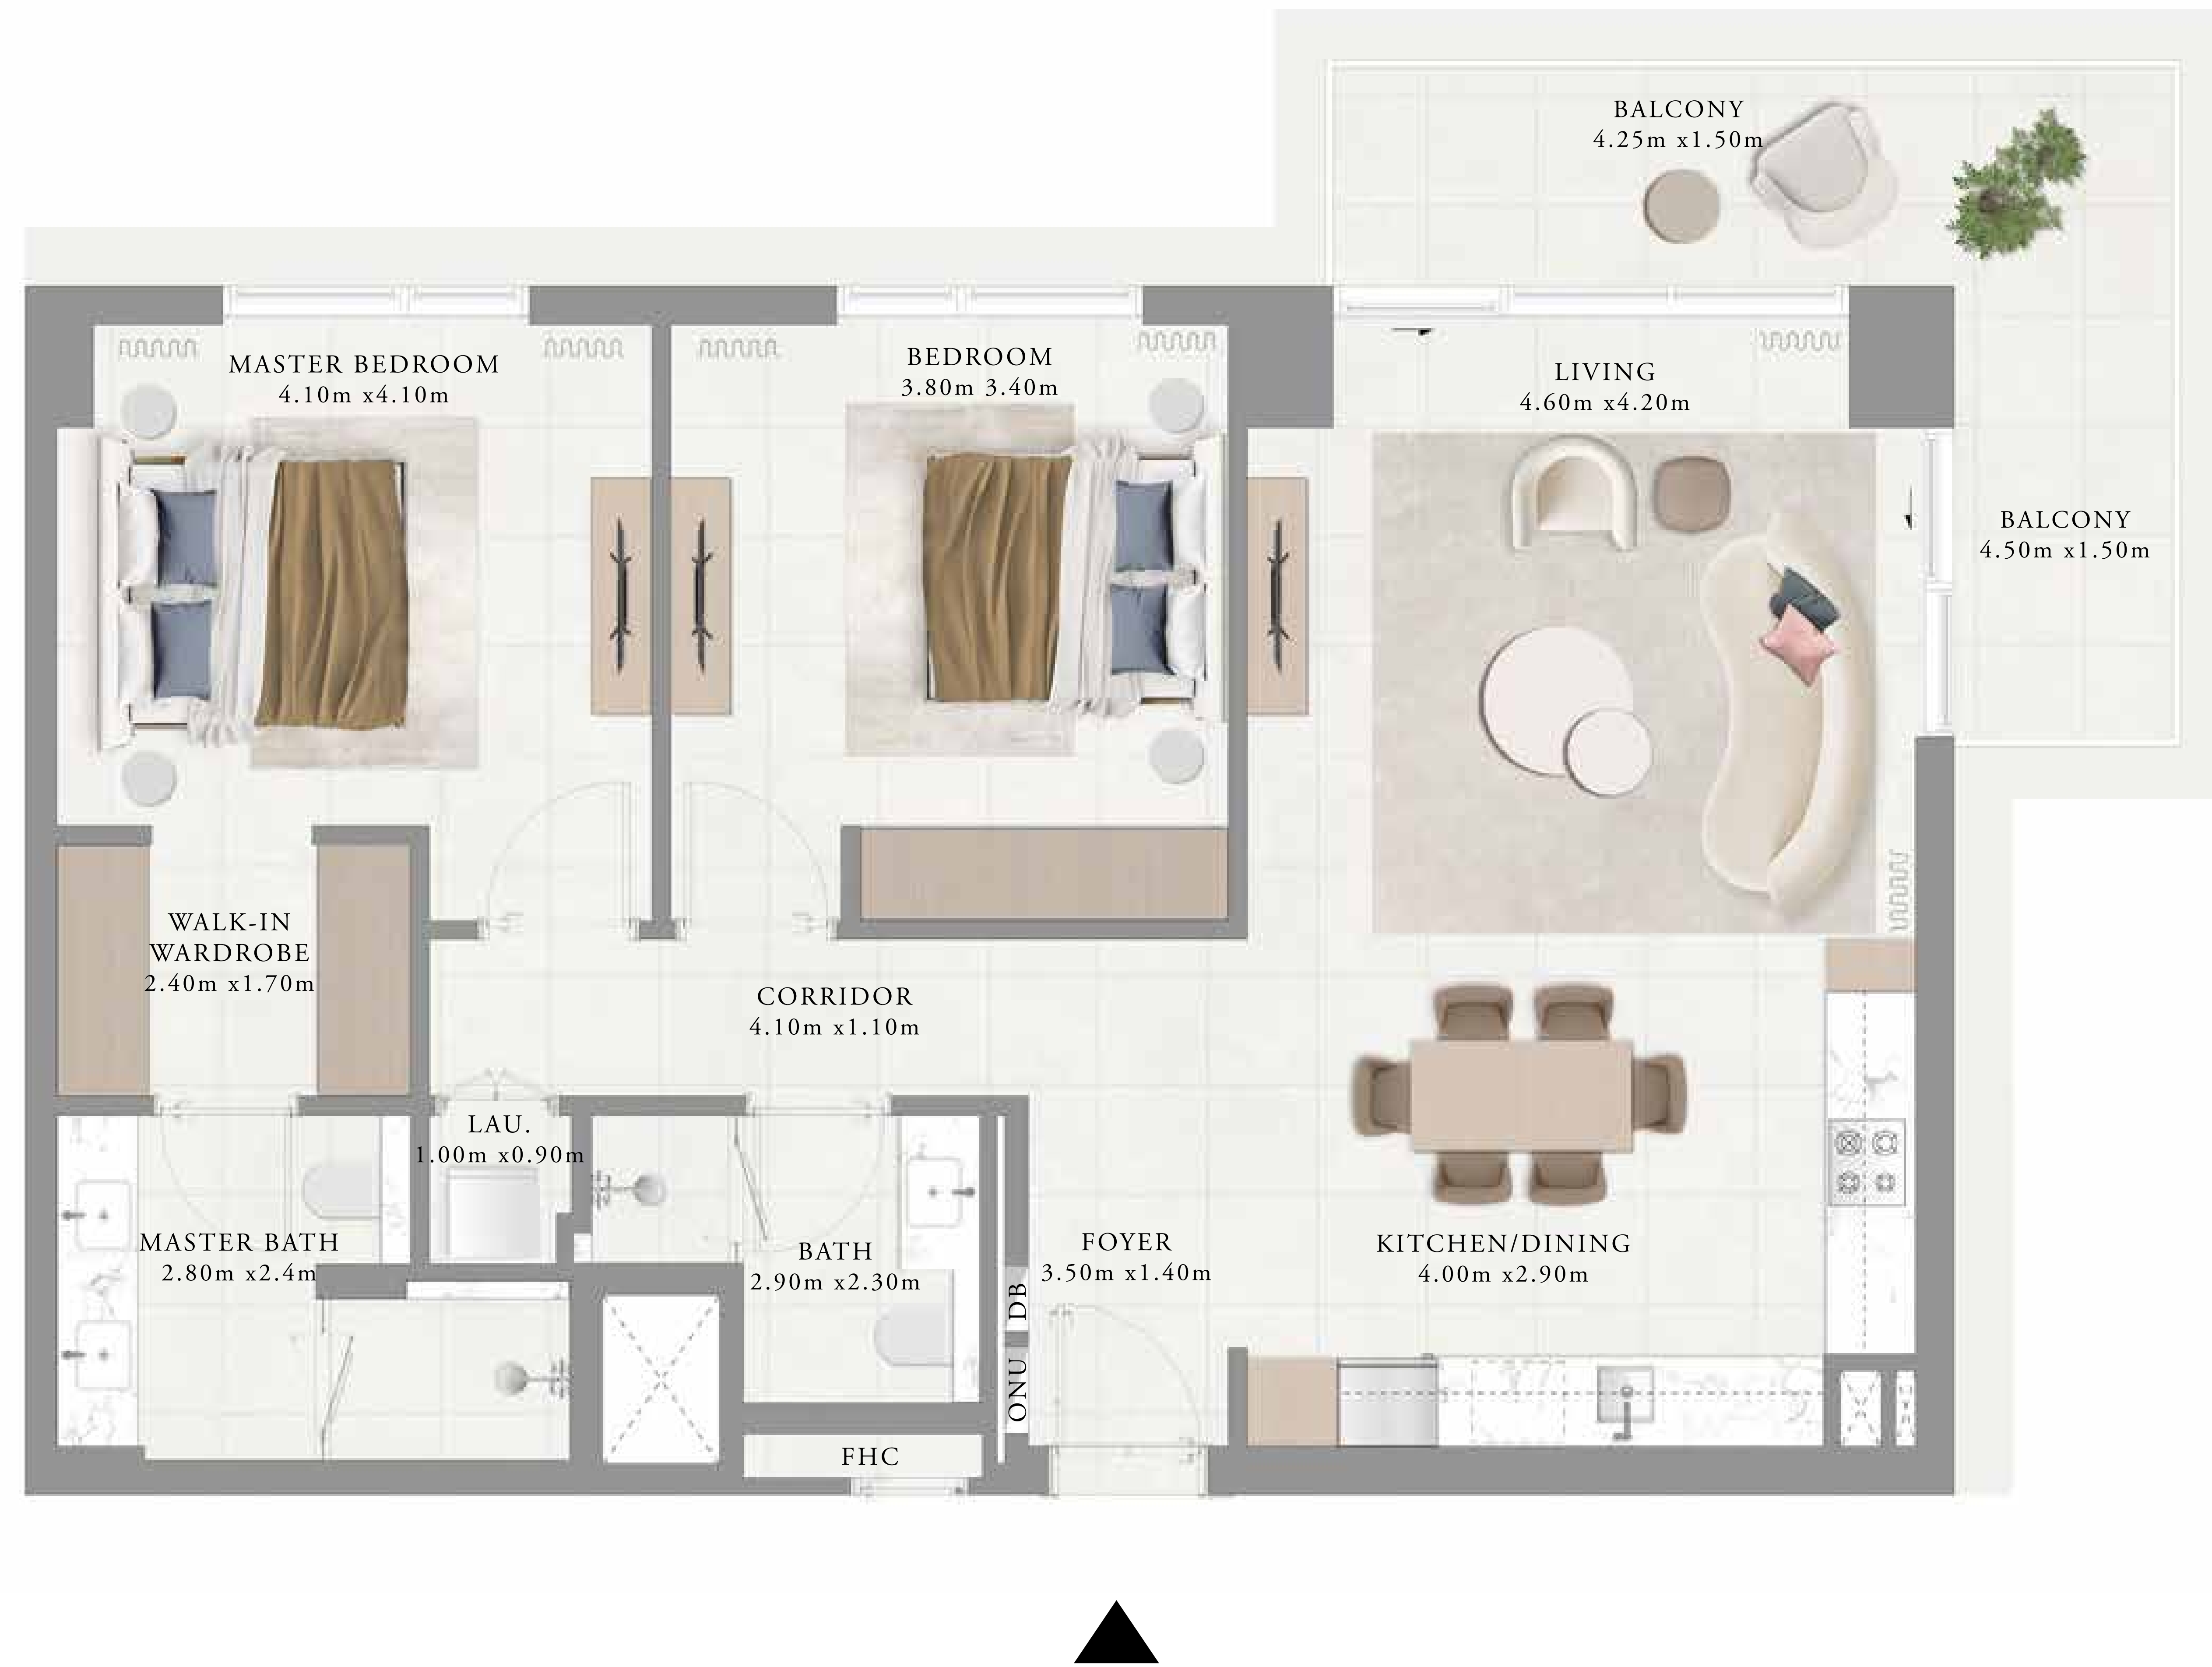 BALCONY
4.25m x1.50m
MASTER BEDROOM
4.10m x4.10m
BEDROOM
3.80m 3.40m
LIVING
4.60m x4.20m
BALCONY
4.50m x1.50m
WALK-IN
WARDROBE
2.40m x1.70m
CORRIDOR
4.10m x1.10m
LAU.
1.00m x0.90m
MASTER BATH
2.80m x2.4m
BATH
2.90m x2.30m
FOYER
3.50m x1.40m
KITCHEN/DINING
4.00m x2.90m
DB
ONU
FHC